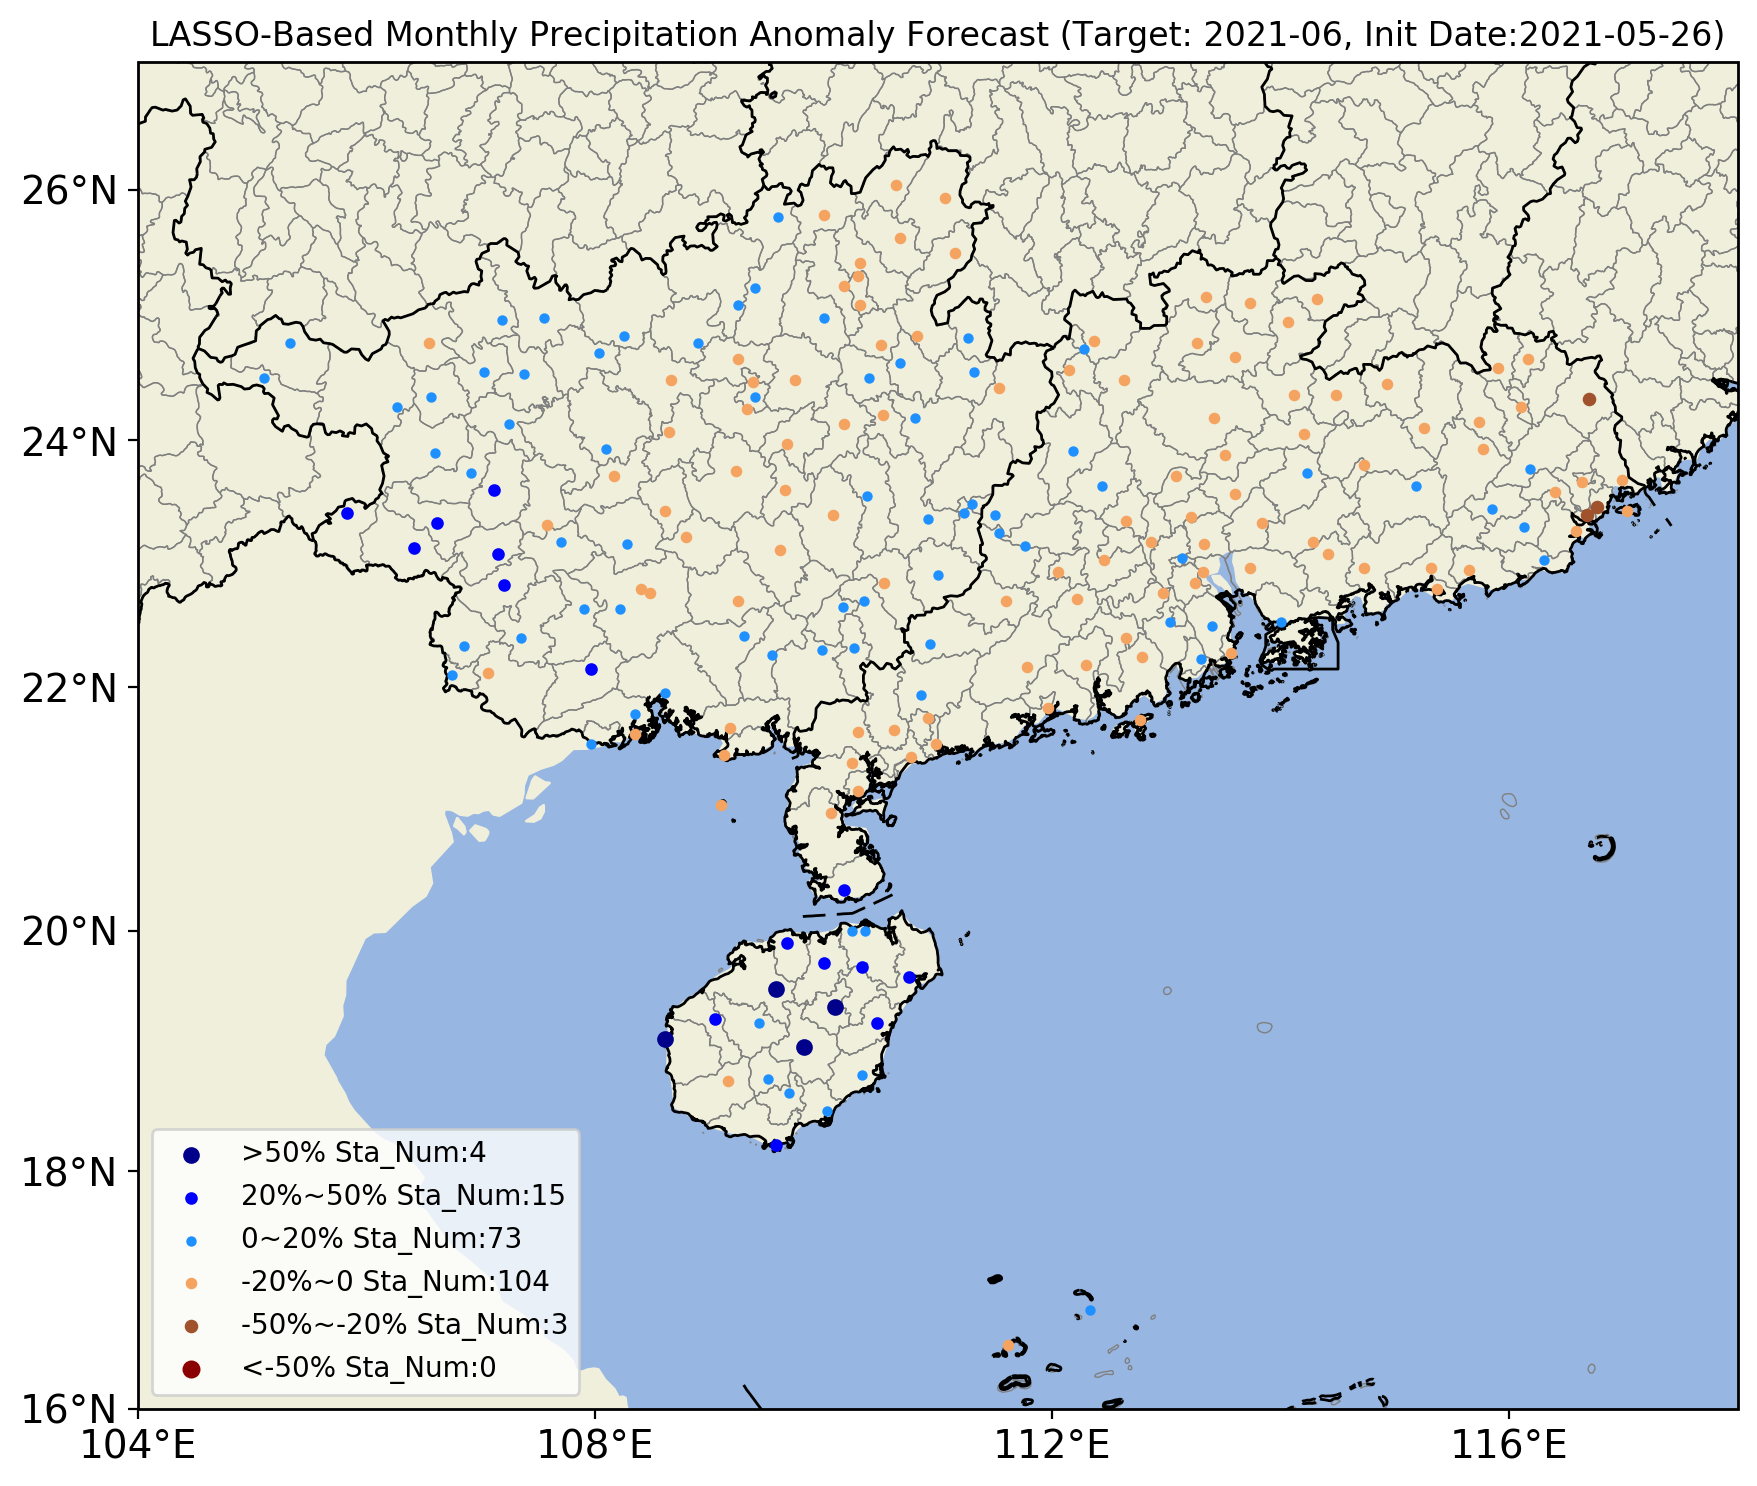 LASSO-Based Monthly Precipitation Anomaly Forecast (Target: 2021-06, Init Date:2021-05-26)
26°N
24°N
22°N
20°N
18°N
16°N
>50% Sta_Num:4
20%~50% Sta_Num:15
0~20% Sta_Num:73
-20%~0 Sta_Num:104
-50%~-20% Sta_Num:3
<-50% Sta_Num:0
104°E
108°E
112°E
116°E